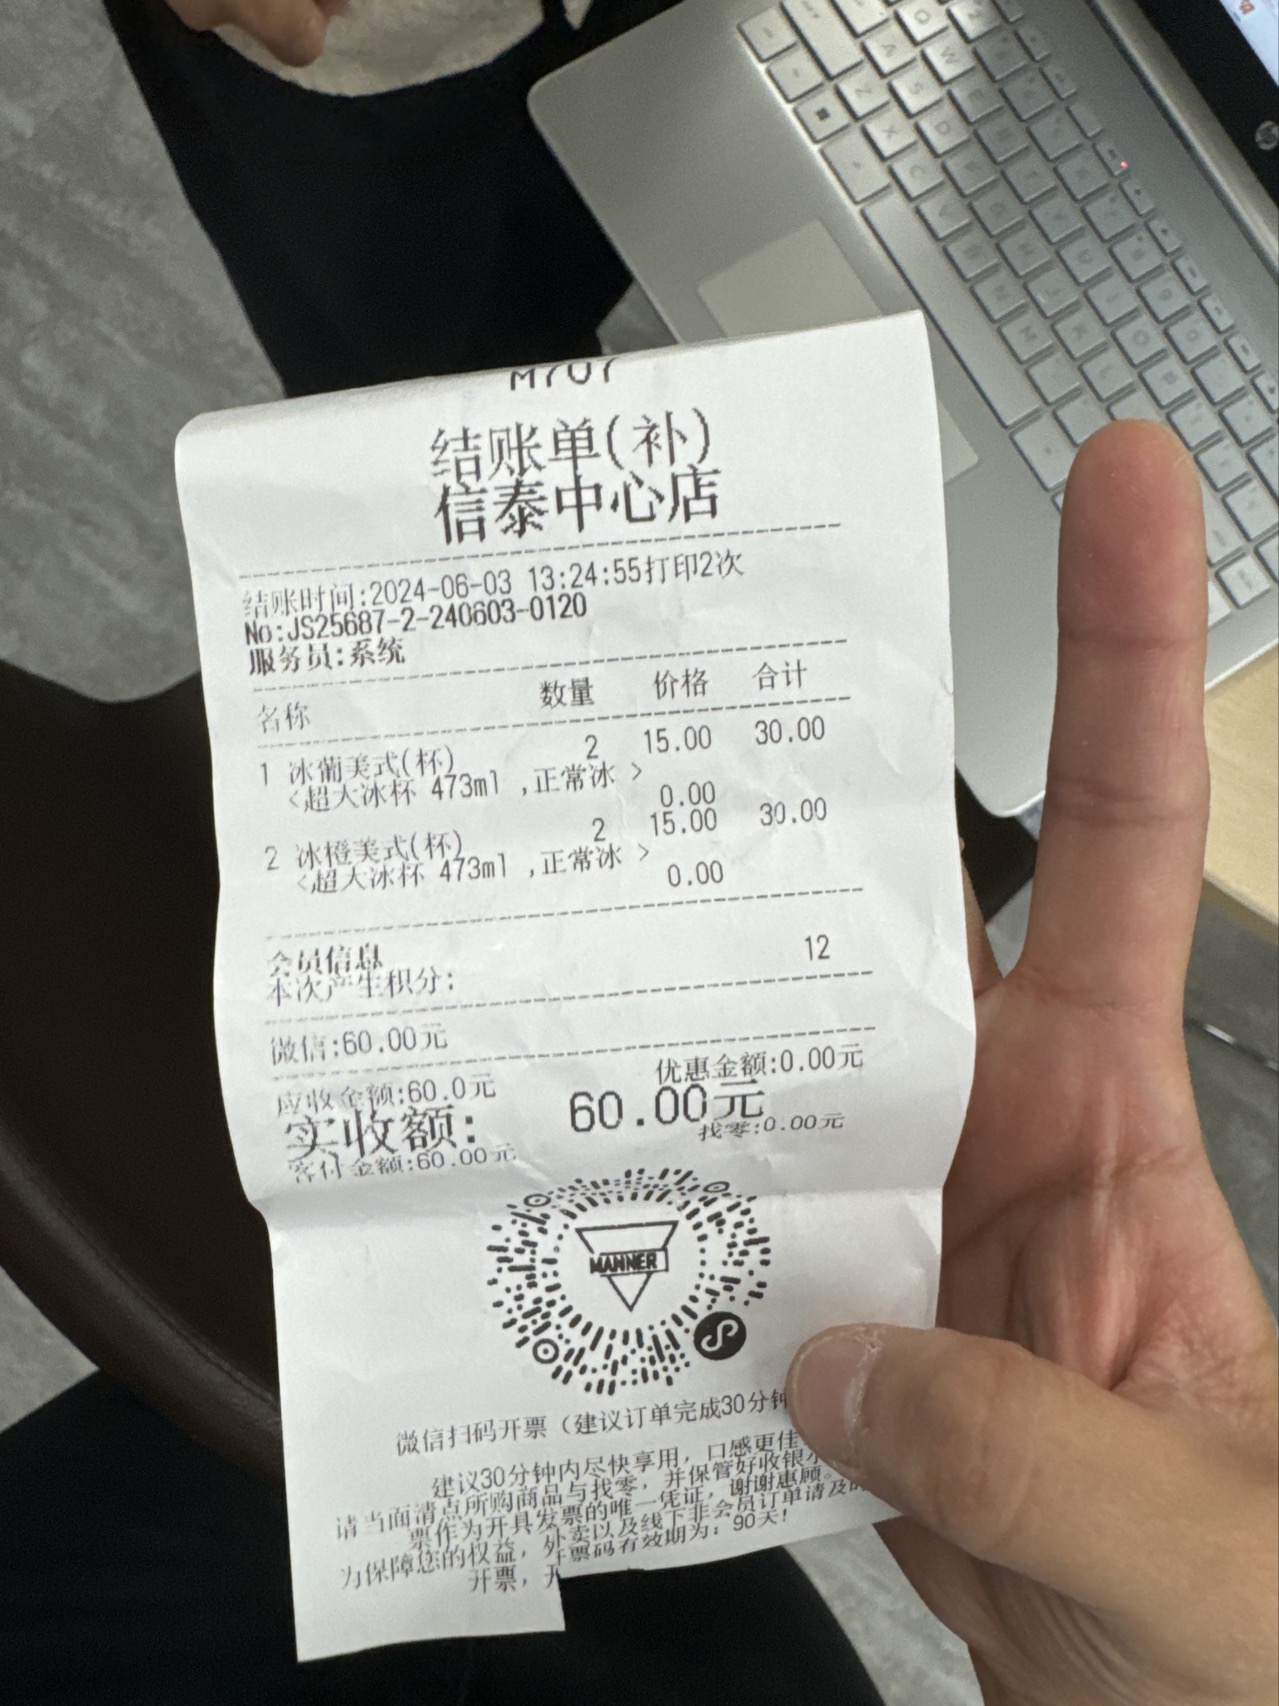 M707
结账单(补)
信泰中心店
结账时间:2024-06-03 13:24:55打印2次
No:JS25687-2-240603-0120
服务员:系统
名称 数量 价格 合计
1 冰葡美式(杯) 2 15.00 30.00
<超大冰杯 473ml ,正常冰 >
0.00
2 冰橙美式(杯) 2 15.00 30.00
<超大冰杯 473ml ,正常冰 >
0.00
会员信息
本次产生积分: 12
微信:60.00元
应收金额:60.0元 优惠金额:0.00元
实收额: 60.00元
客付金额:60.00元 找零:0.00元
MANNER
微信扫码开票（建议订单完成30分钟
建议30分钟内尽快享用，口感更佳
请当面清点所购商品与找零，并保管好收银
票作为开具发票的唯一凭证，谢谢惠顾。
为保障您的权益，外卖以及线下非会员订单请及时
开票，开票码有效期为：90天！